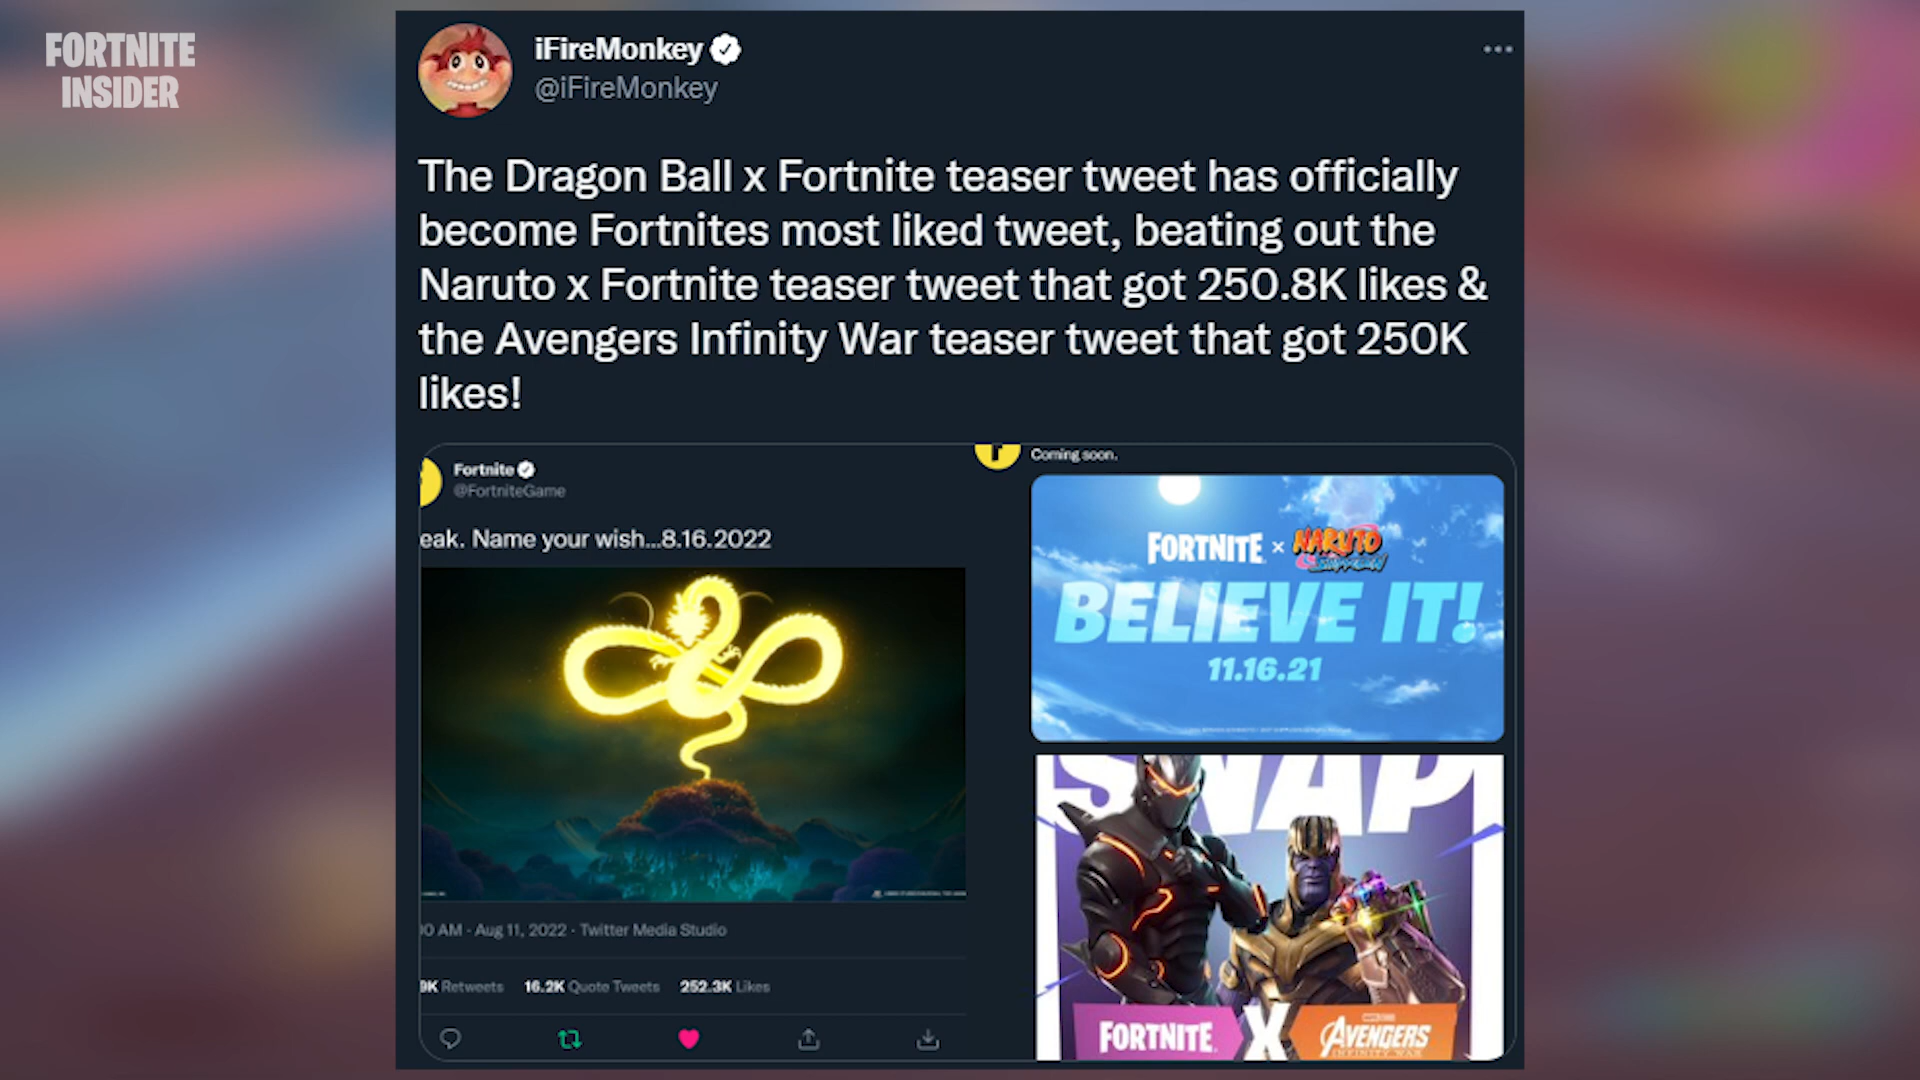 FORTNITE
INSIDER
iFireMonkey
@iFireMonkey
The Dragon Ball x Fortnite teaser tweet has officially
become Fortnites most liked tweet, beating out the
Naruto x Fortnite teaser tweet that got 250.8K likes &
the Avengers Infinity War teaser tweet that got 250K
likes!
Fortnite
@FortniteGame
eak. Name your wish...8.16.2022
0 AM · Aug 11, 2022 · Twitter Media Studio
9K Retweets 16.2K Quote Tweets 252.3K Likes
Coming soon.
FORTNITE x NARUTO
SHIPPUDEN
BELIEVE IT!
11.16.21
SNAP!
FORTNITE X AVENGERS
INFINITY WAR